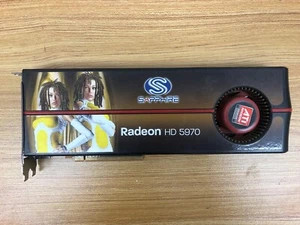 S
SAPPHIRE
Radeon HD 5970
ATI